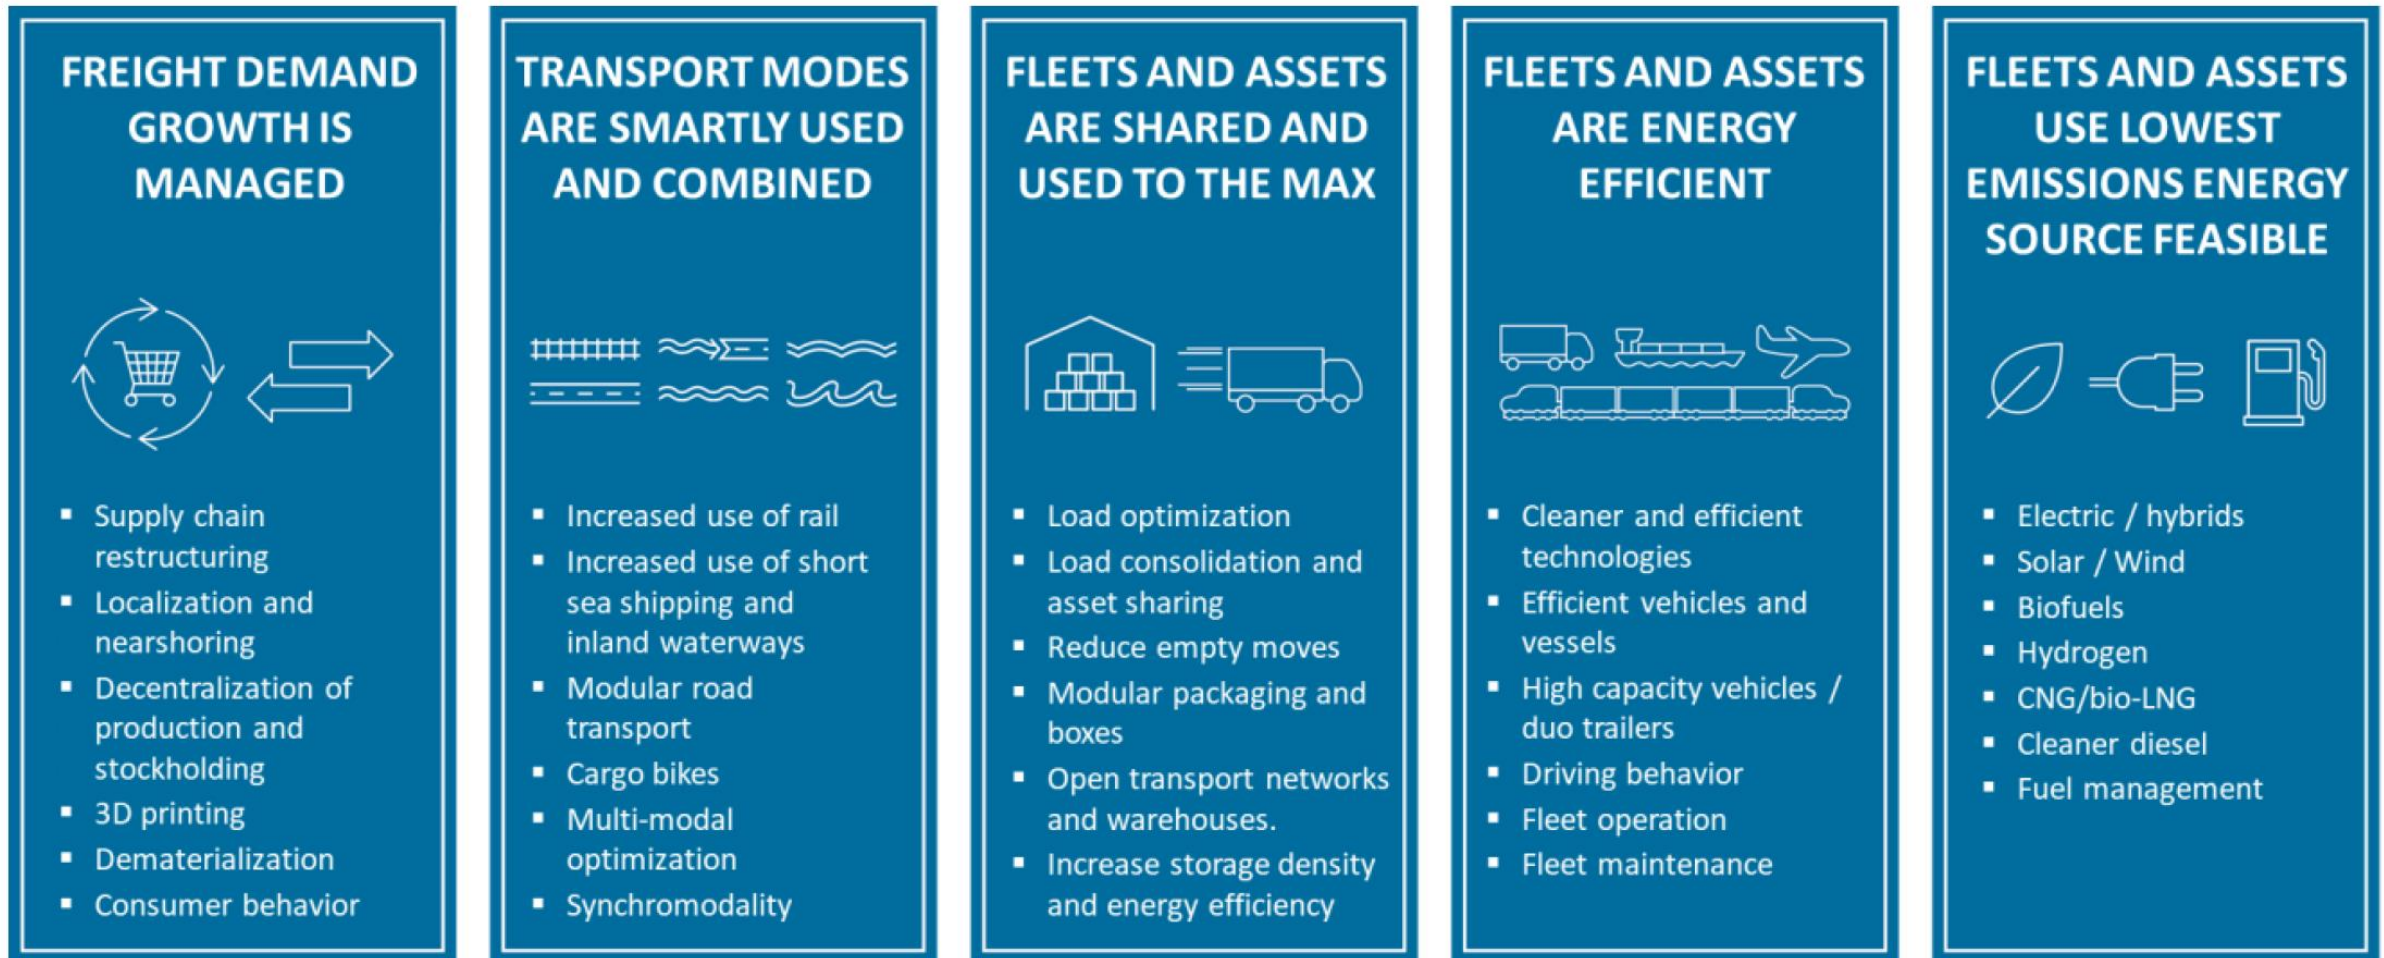 FREIGHT DEMAND
GROWTH IS
MANAGED
▪ Supply chain
restructuring
▪ Localization and
nearshoring
▪ Decentralization of
production and
stockholding
▪ 3D printing
▪ Dematerialization
▪ Consumer behavior
TRANSPORT MODES
ARE SMARTLY USED
AND COMBINED
▪ Increased use of rail
▪ Increased use of short
sea shipping and
inland waterways
▪ Modular road
transport
▪ Cargo bikes
▪ Multi-modal
optimization
▪ Synchromodality
FLEETS AND ASSETS
ARE SHARED AND
USED TO THE MAX
▪ Load optimization
▪ Load consolidation and
asset sharing
▪ Reduce empty moves
▪ Modular packaging and
boxes
▪ Open transport networks
and warehouses.
▪ Increase storage density
and energy efficiency
FLEETS AND ASSETS
ARE ENERGY
EFFICIENT
▪ Cleaner and efficient
technologies
▪ Efficient vehicles and
vessels
▪ High capacity vehicles /
duo trailers
▪ Driving behavior
▪ Fleet operation
▪ Fleet maintenance
FLEETS AND ASSETS
USE LOWEST
EMISSIONS ENERGY
SOURCE FEASIBLE
▪ Electric / hybrids
▪ Solar / Wind
▪ Biofuels
▪ Hydrogen
▪ CNG/bio-LNG
▪ Cleaner diesel
▪ Fuel management